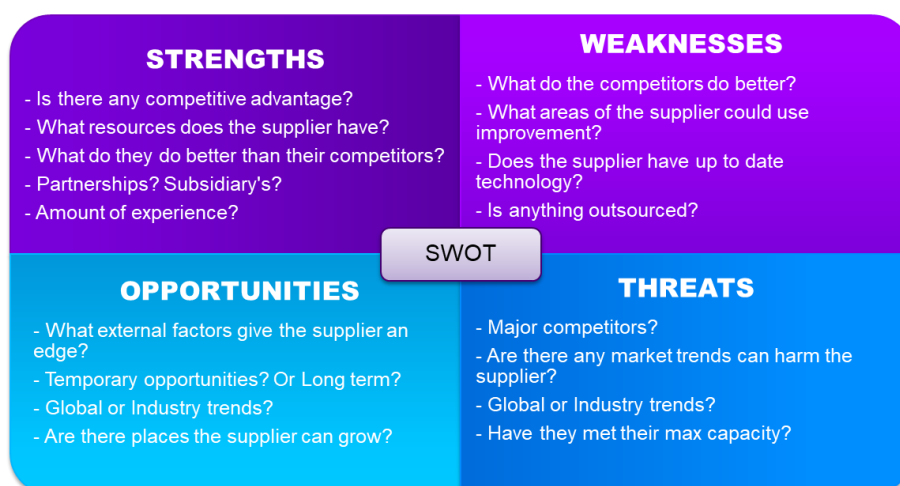 STRENGTHS
- Is there any competitive advantage?
- What resources does the supplier have?
- What do they do better than their competitors?
- Partnerships? Subsidiary's?
- Amount of experience?
WEAKNESSES
- What do the competitors do better?
- What areas of the supplier could use
improvement?
- Does the supplier have up to date
technology?
- Is anything outsourced?
SWOT
OPPORTUNITIES
- What external factors give the supplier an
edge?
- Temporary opportunities? Or Long term?
- Global or Industry trends?
- Are there places the supplier can grow?
THREATS
- Major competitors?
- Are there any market trends can harm the
supplier?
- Global or Industry trends?
- Have they met their max capacity?